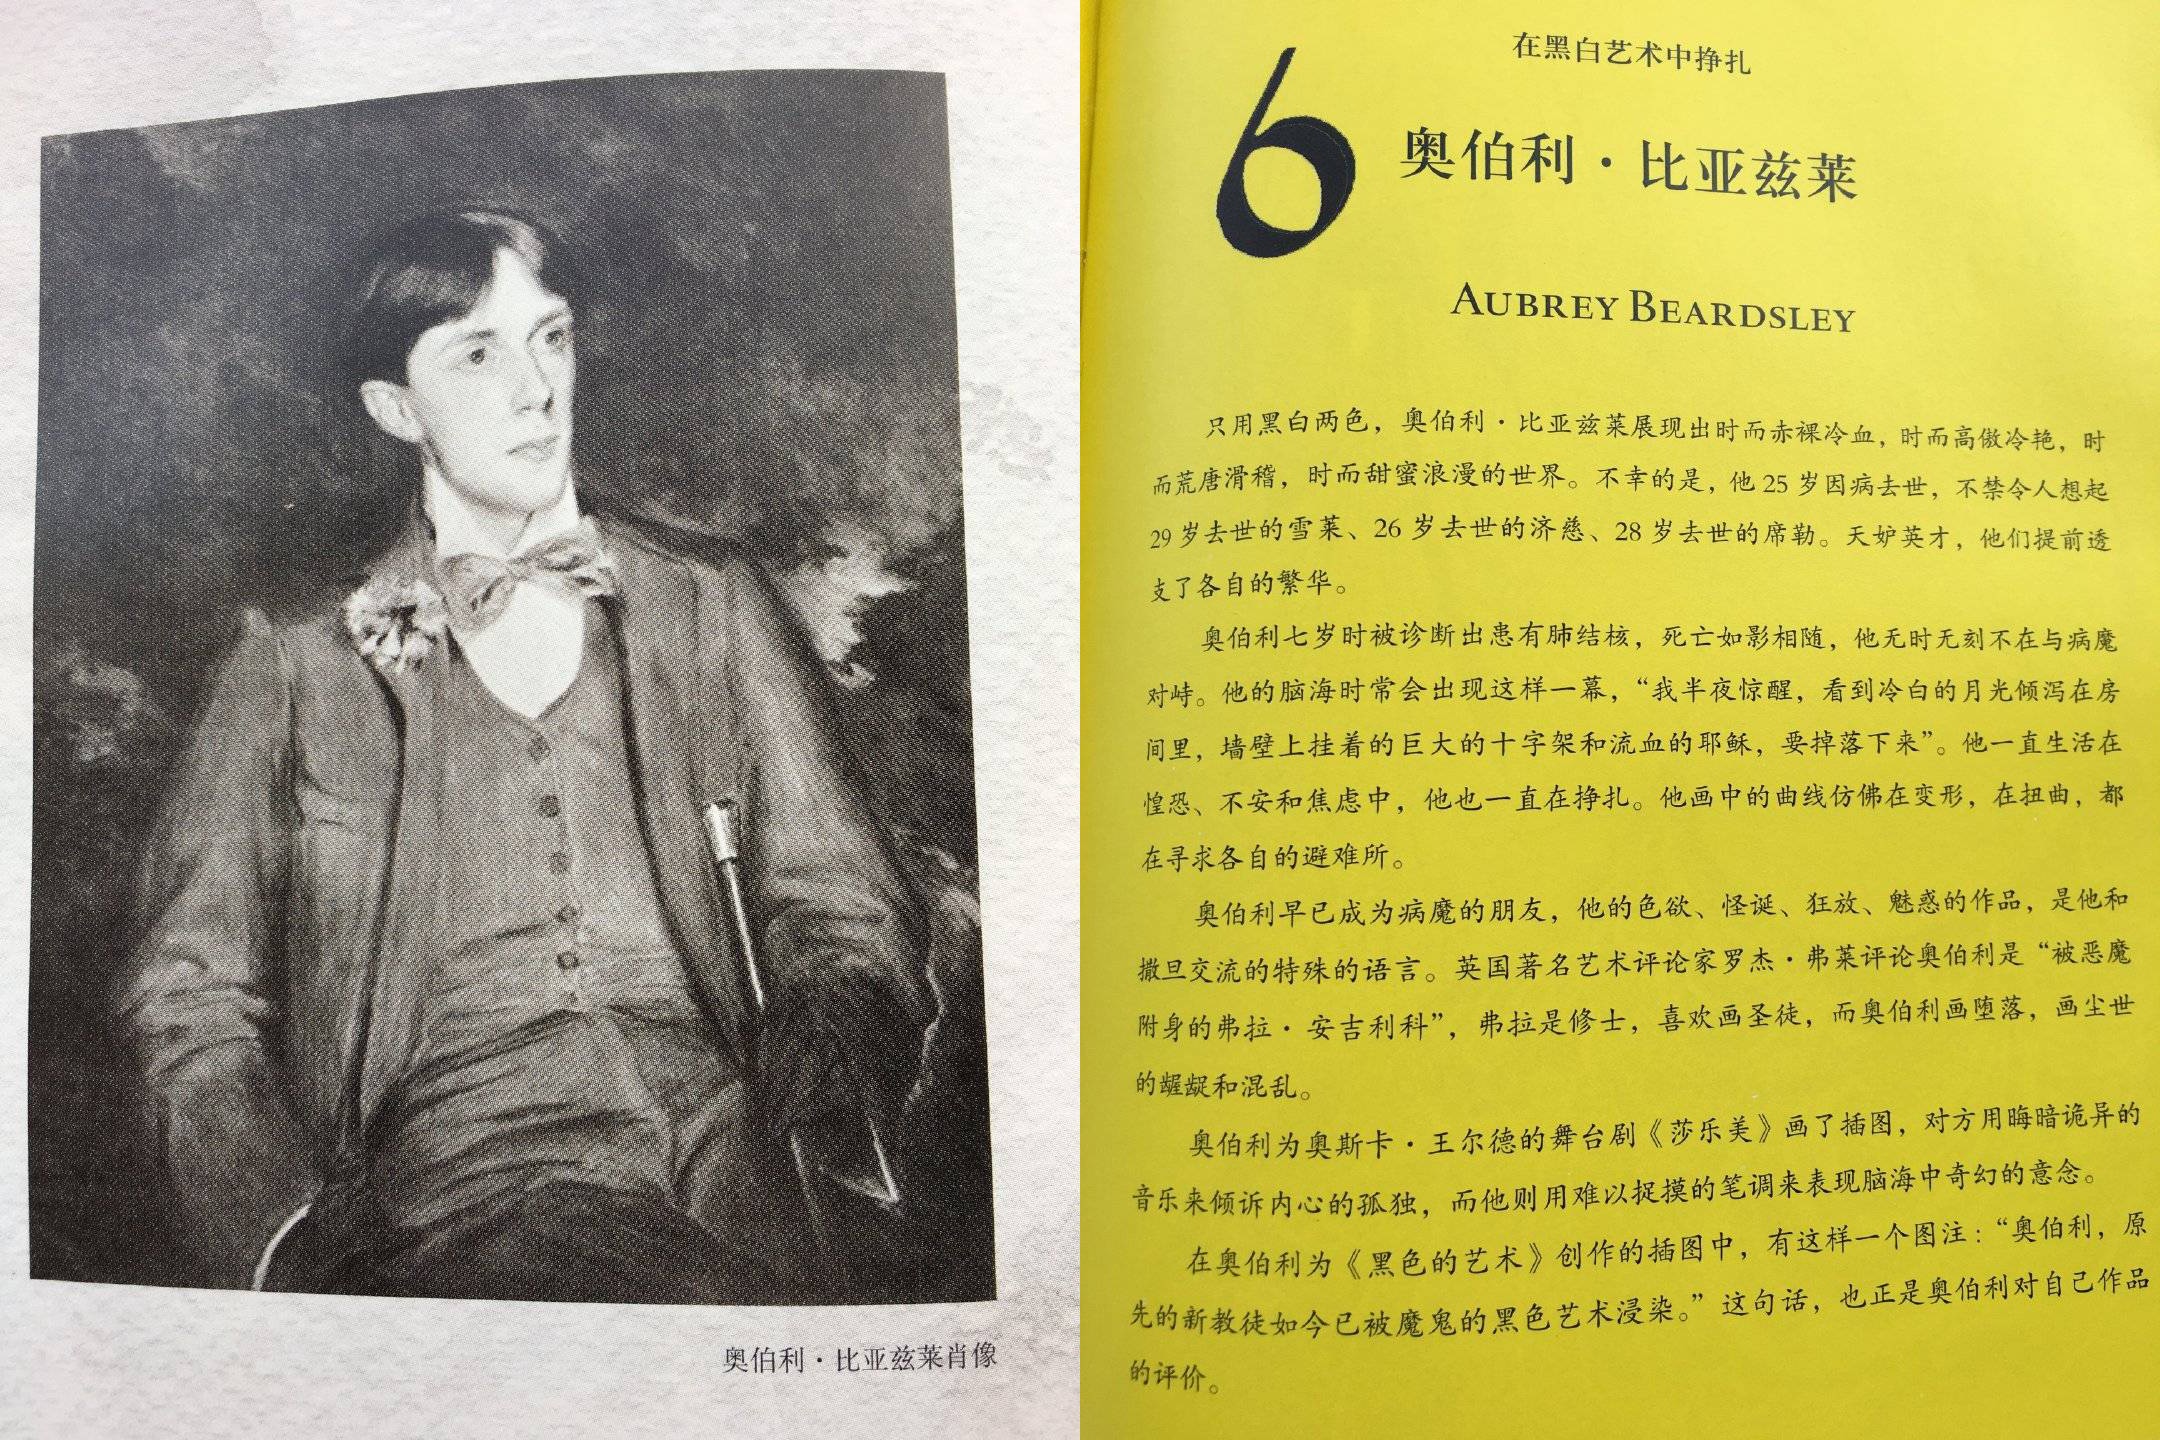 奥伯利·比亚兹莱肖像
在黑白艺术中挣扎
6
奥伯利·比亚兹莱
AUBREY BEARDSLEY
只用黑白两色，奥伯利·比亚兹莱展现出时而赤裸冷血，时而高傲冷艳，时
而荒唐滑稽，时而甜蜜浪漫的世界。不幸的是，他25岁因病去世，不禁令人想起
29岁去世的雪莱、26岁去世的济慈、28岁去世的席勒。天妒英才，他们提前透
支了各自的繁华。
奥伯利七岁时被诊断出患有肺结核，死亡如影相随，他无时无刻不在与病魔
对峙。他的脑海时常会出现这样一幕，“我半夜惊醒，看到冷白的月光倾泻在房
间里，墙壁上挂着的巨大的十字架和流血的耶稣，要掉落下来”。他一直生活在
惶恐、不安和焦虑中，他也一直在挣扎。他画中的曲线仿佛在变形，在扭曲，都
在寻求各自的避难所。
奥伯利早已成为病魔的朋友，他的色欲、怪诞、狂放、魅惑的作品，是他和
撒旦交流的特殊的语言。英国著名艺术评论家罗杰·弗莱评论奥伯利是“被恶魔
附身的弗拉·安吉利科”，弗拉是修士，喜欢画圣徒，而奥伯利画堕落，画尘世
的龌龊和混乱。
奥伯利为奥斯卡·王尔德的舞台剧《莎乐美》画了插图，对方用晦暗诡异的
音乐来倾诉内心的孤独，而他则用难以捉摸的笔调来表现脑海中奇幻的意念。
在奥伯利为《黑色的艺术》创作的插图中，有这样一个图注：“奥伯利，原
先的新教徒如今已被魔鬼的黑色艺术浸染。”这句话，也正是奥伯利对自己作品
的评价。